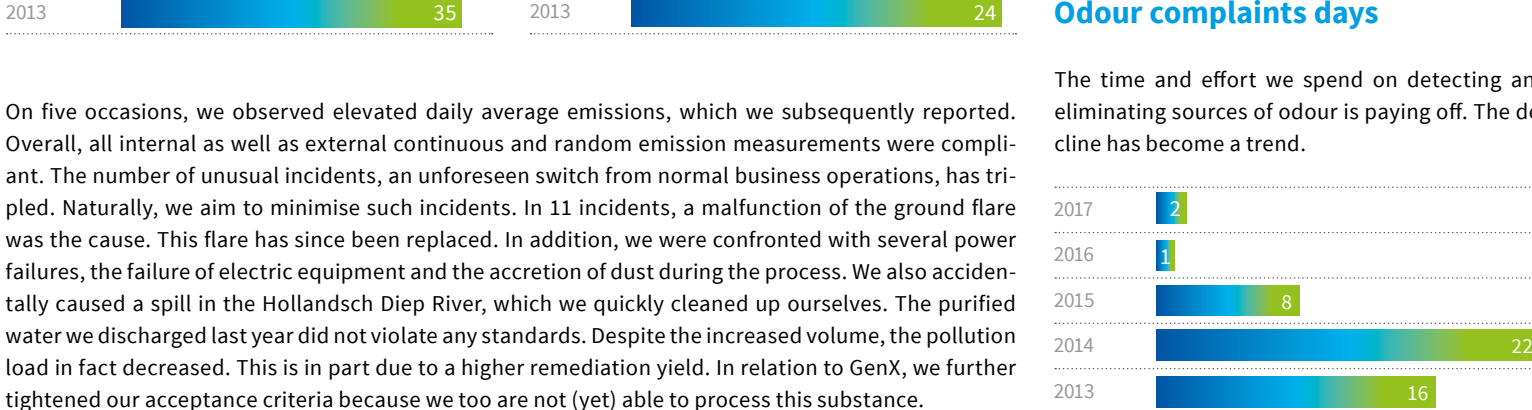 2013 35
2013 24
On five occasions, we observed elevated daily average emissions, which we subsequently reported.
Overall, all internal as well as external continuous and random emission measurements were compli-
ant. The number of unusual incidents, an unforeseen switch from normal business operations, has tri-
pled. Naturally, we aim to minimise such incidents. In 11 incidents, a malfunction of the ground flare
was the cause. This flare has since been replaced. In addition, we were confronted with several power
failures, the failure of electric equipment and the accretion of dust during the process. We also acciden-
tally caused a spill in the Hollandsch Diep River, which we quickly cleaned up ourselves. The purified
water we discharged last year did not violate any standards. Despite the increased volume, the pollution
load in fact decreased. This is in part due to a higher remediation yield. In relation to GenX, we further
tightened our acceptance criteria because we too are not (yet) able to process this substance.
Odour complaints days
The time and effort we spend on detecting an
eliminating sources of odour is paying off. The de
cline has become a trend.
2017 2
2016 1
2015 8
2014 22
2013 16